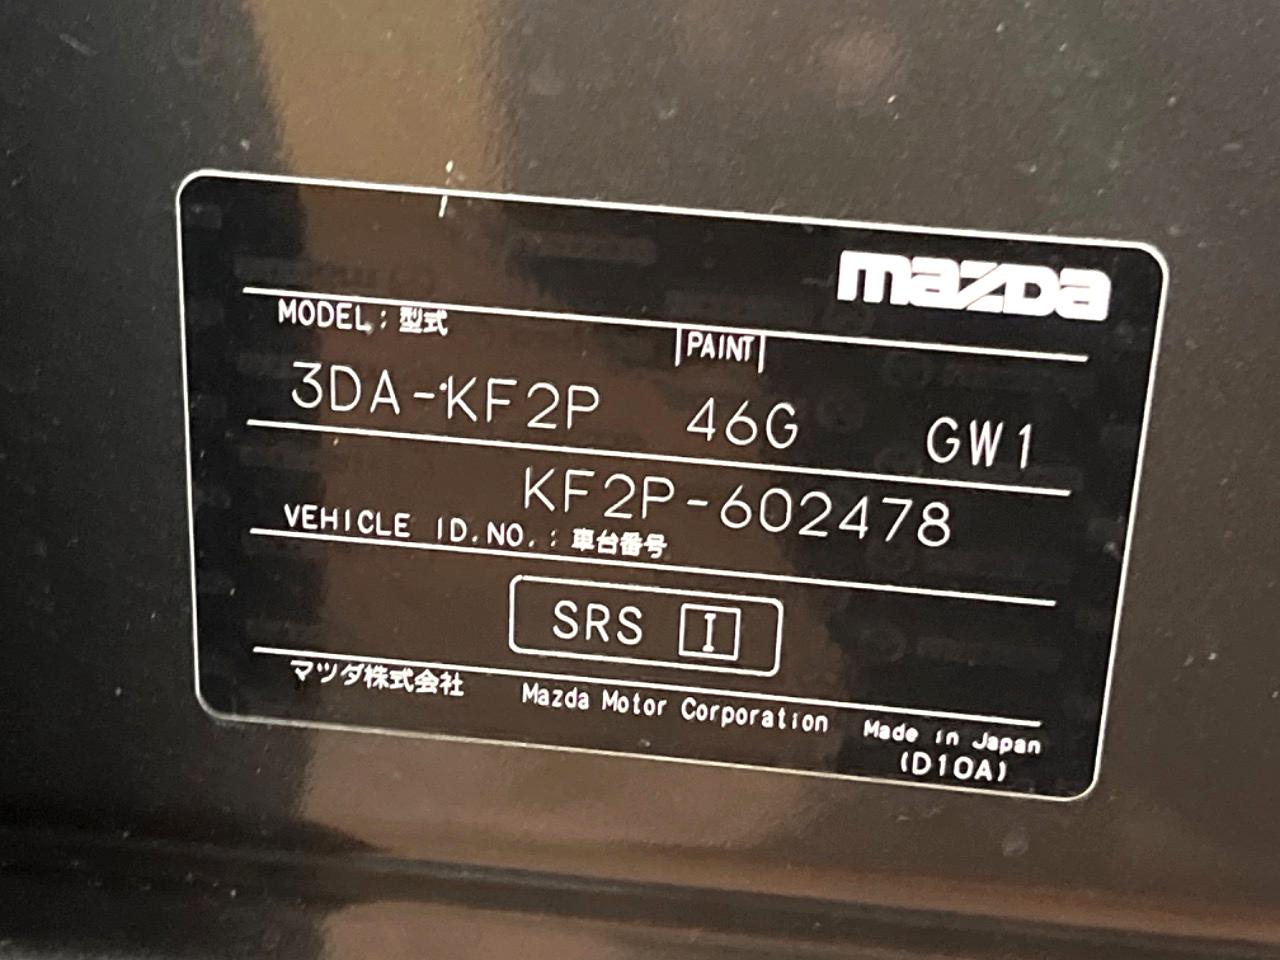 mazda
MODEL : 型式 PAINT
3DA-KF2P 46G GW1
KF2P-602478
VEHICLE ID.NO. : 車台番号
SRS I
マツダ株式会社 Mazda Motor Corporation Made in Japan
(D10A)